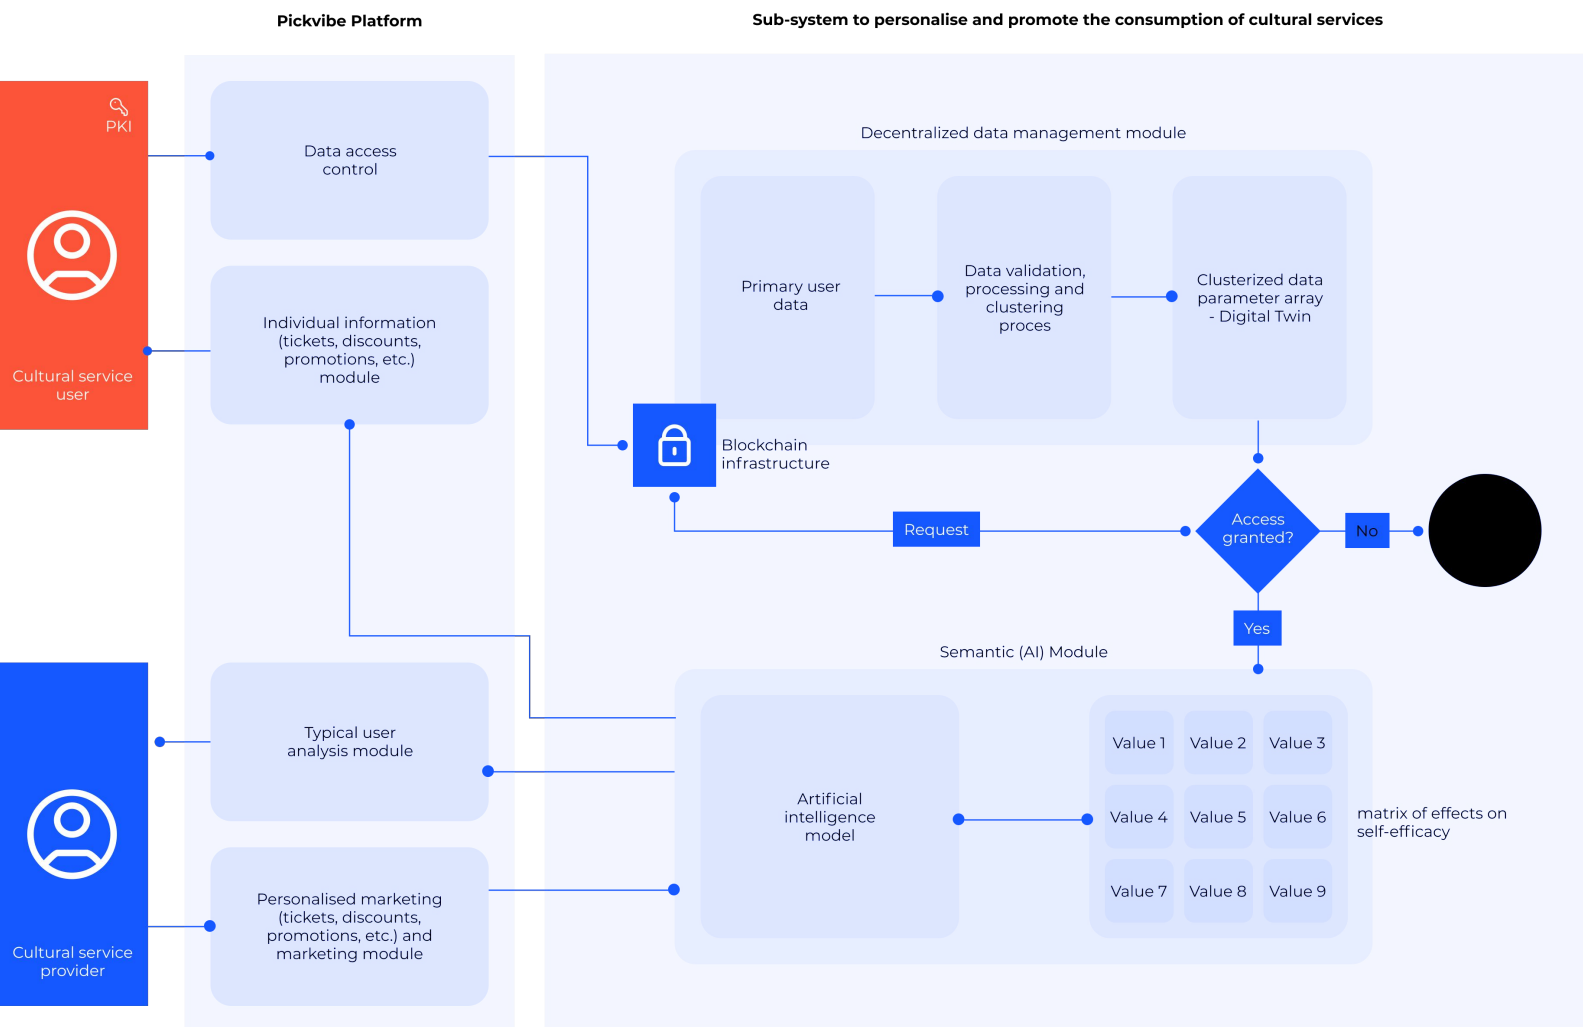 Pickvibe Platform
Sub-system to personalise and promote the consumption of cultural services
PKI
Cultural service
user
Data access
control
Individual information
(tickets, discounts,
promotions, etc.)
module
Decentralized data management module
Primary user
data
Data validation,
processing and
clustering
proces
Clusterized data
parameter array
- Digital Twin
Blockchain
infrastructure
Request
Access
granted?
No
Yes
Semantic (AI) Module
Cultural service
provider
Typical user
analysis module
Personalised marketing
(tickets, discounts,
promotions, etc.) and
marketing module
Artificial
intelligence
model
Value 1
Value 2
Value 3
Value 4
Value 5
Value 6
Value 7
Value 8
Value 9
matrix of effects on
self-efficacy